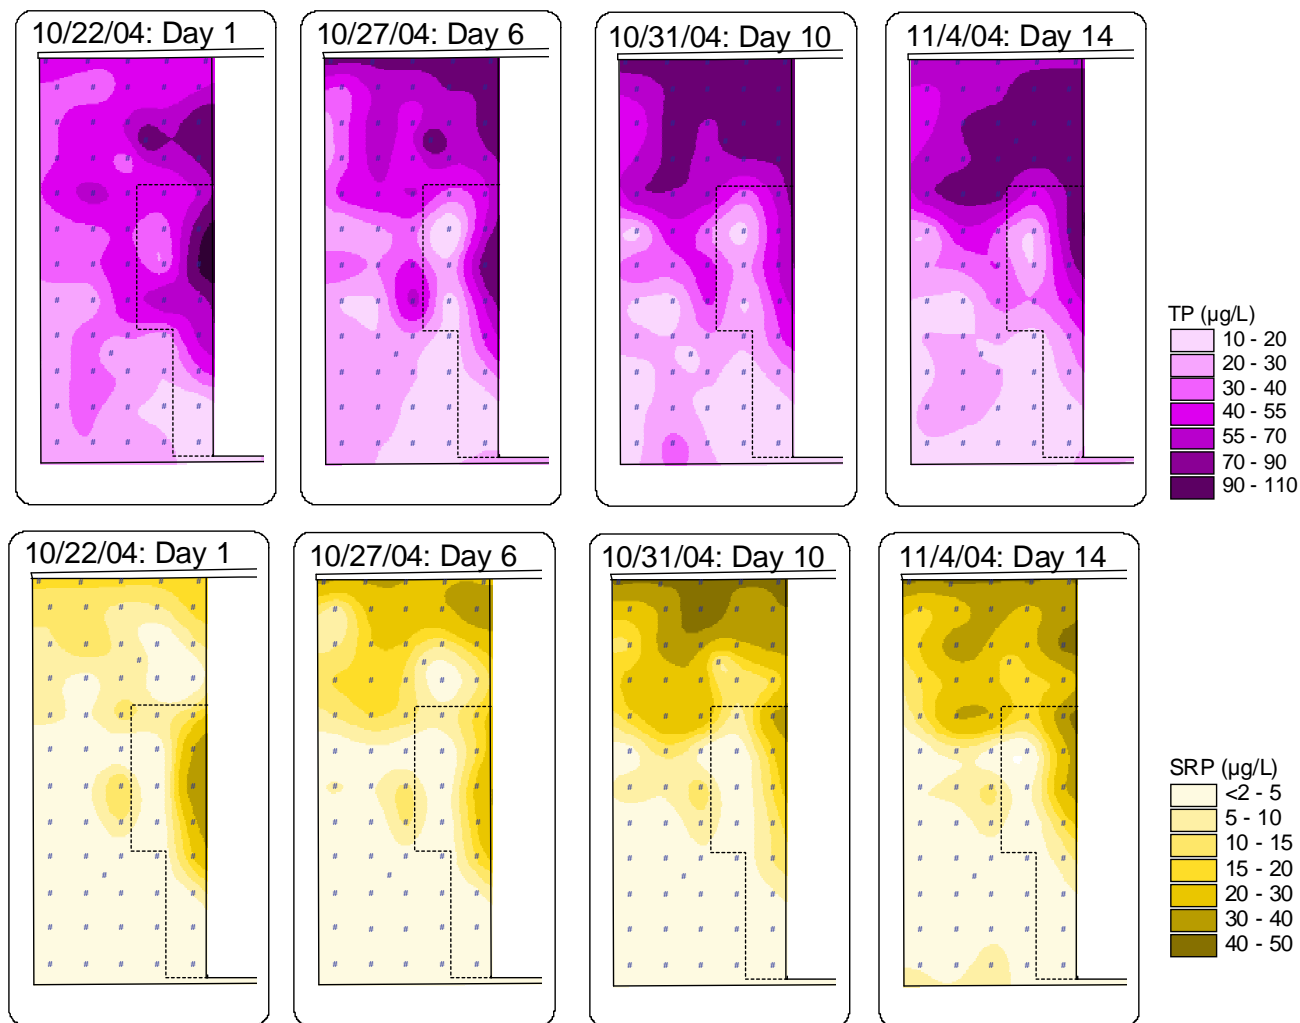 10/22/04: Day 1
10/27/04: Day 6
10/31/04: Day 10
11/4/04: Day 14
TP (µg/L)
10 - 20
20 - 30
30 - 40
40 - 55
55 - 70
70 - 90
90 - 110
10/22/04: Day 1
10/27/04: Day 6
10/31/04: Day 10
11/4/04: Day 14
SRP (µg/L)
<2 - 5
5 - 10
10 - 15
15 - 20
20 - 30
30 - 40
40 - 50